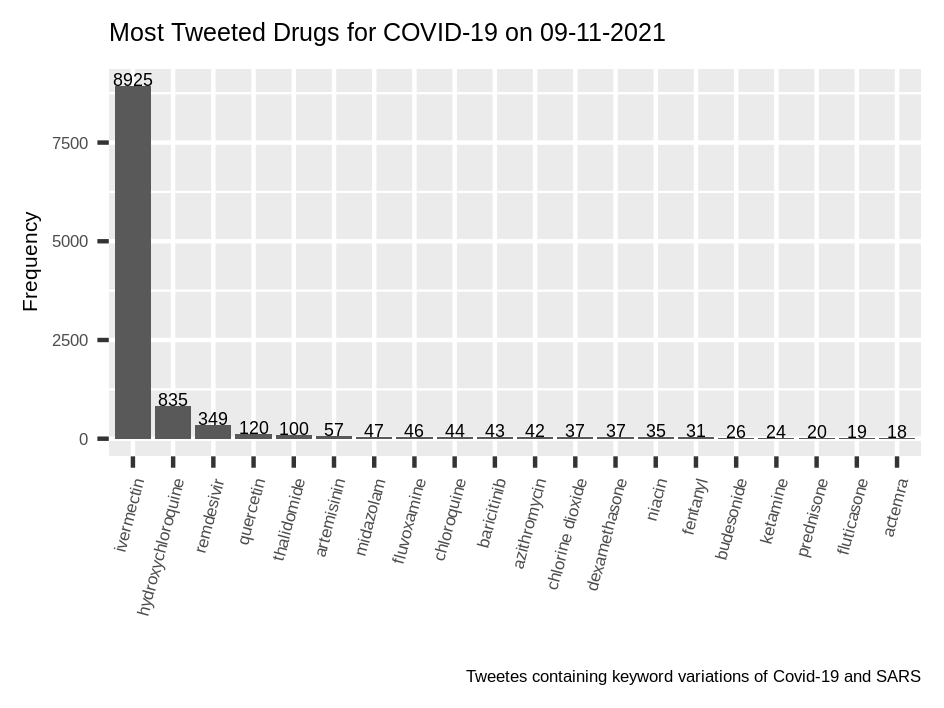 Most Tweeted Drugs for COVID-19 on 09-11-2021
Frequency
7500
5000
2500
0
8925
835
349
120
100
57
47
46
44
43
42
37
37
35
31
26
24
20
19
18
ivermectin
hydroxychloroquine
remdesivir
quercetin
thalidomide
artemisinin
midazolam
fluvoxamine
chloroquine
baricitinib
azithromycin
chlorine dioxide
dexamethasone
niacin
fentanyl
budesonide
ketamine
prednisone
fluticasone
actemra
Tweetes containing keyword variations of Covid-19 and SARS